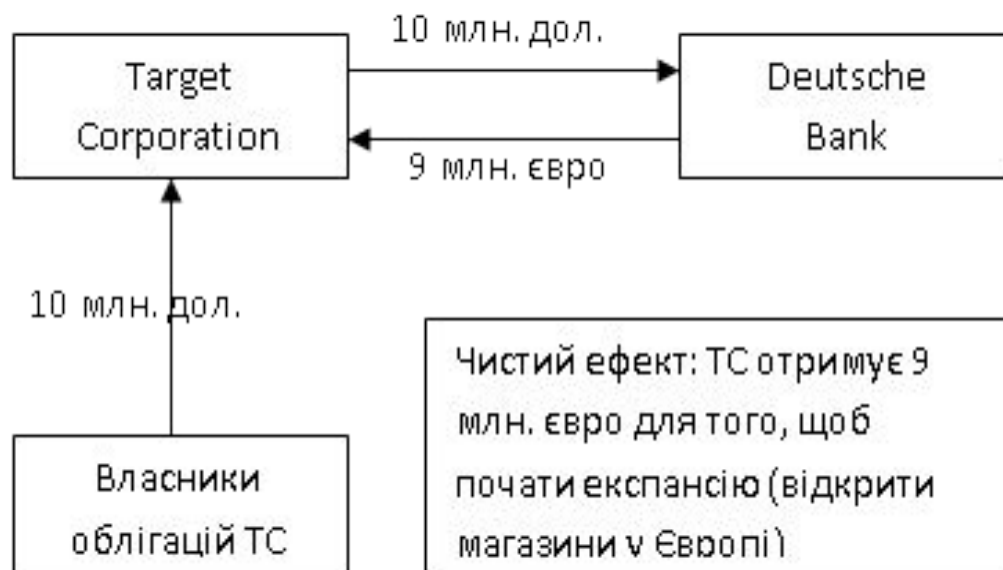 10 млн. дол.
Target
Corporation
Deutsche
Bank
9 млн. євро
10 млн. дол.
Чистий ефект: ТС отримує 9
млн. євро для того, щоб
почати експансію (відкрити
магазини у Європі)
Власники
облігацій ТС